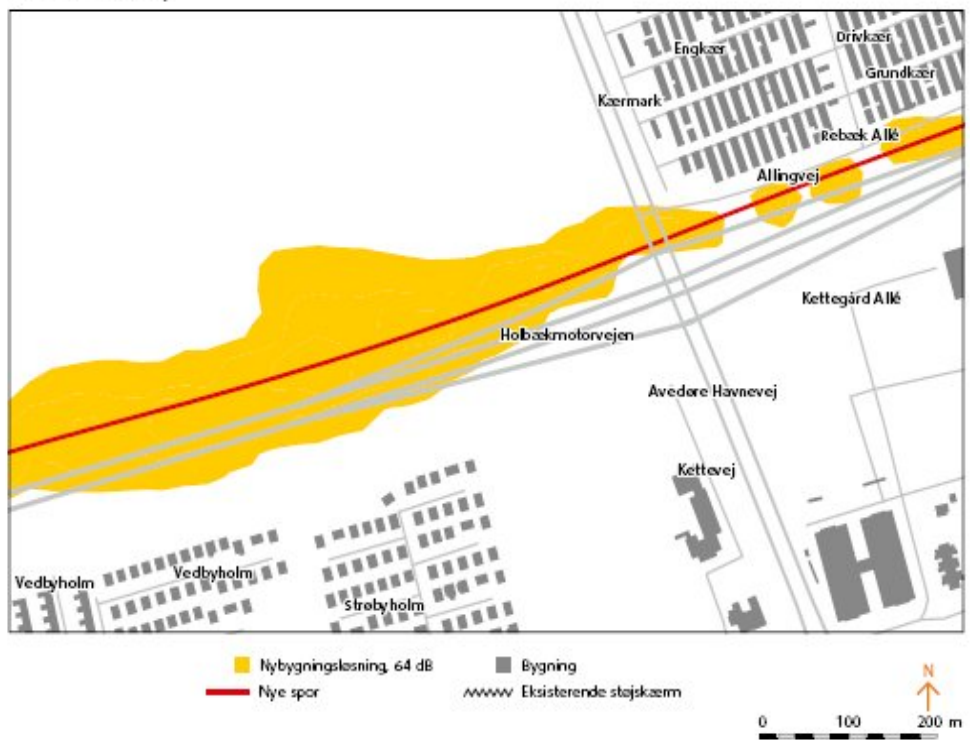 Drivkær
Engkær
Grundkær
Kærmark
Rebæk Allé
Allingvej
Kettegård Allé
Holbækmotorvejen
Avedøre Havnevej
Kettevej
Vedbyholm
Vedbyholm
Strøbyholm
Nybygningsløsning, 64 dB
Bygning
Nye spor
Eksisterende støjskærm
N
0 100 200 m